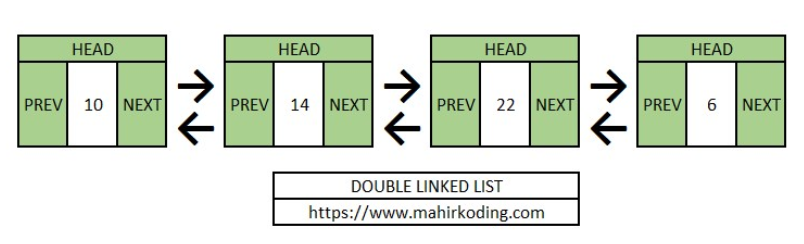 HEAD HEAD HEAD HEAD
PREV 10 NEXT PREV 14 NEXT PREV 22 NEXT PREV 6 NEXT
DOUBLE LINKED LIST
https://www.mahirkoding.com